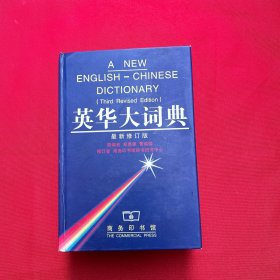 A NEW
ENGLISH – CHINESE
DICTIONARY
(Third Revised Edition)
英华大词典
最新修订版
商务印书馆
THE COMMERCIAL PRESS